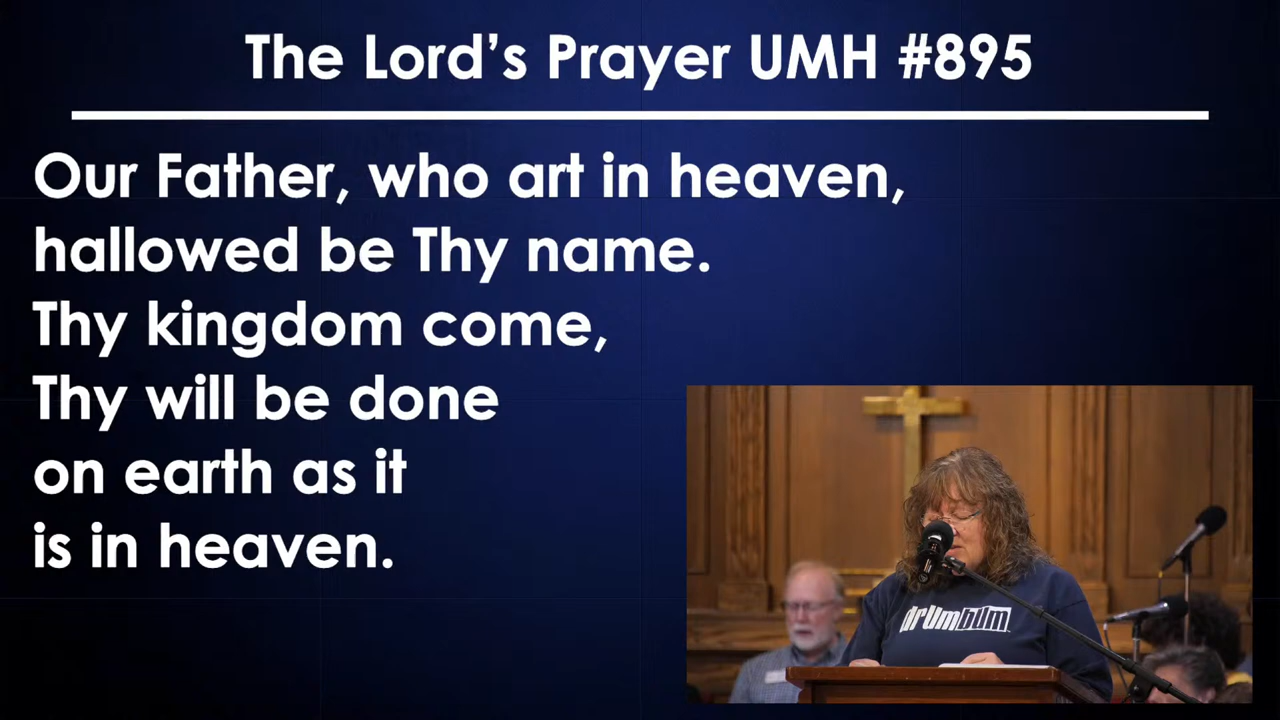 The Lord’s Prayer UMH #895
Our Father, who art in heaven,
hallowed be Thy name.
Thy kingdom come,
Thy will be done
on earth as it
is in heaven.
drumbum